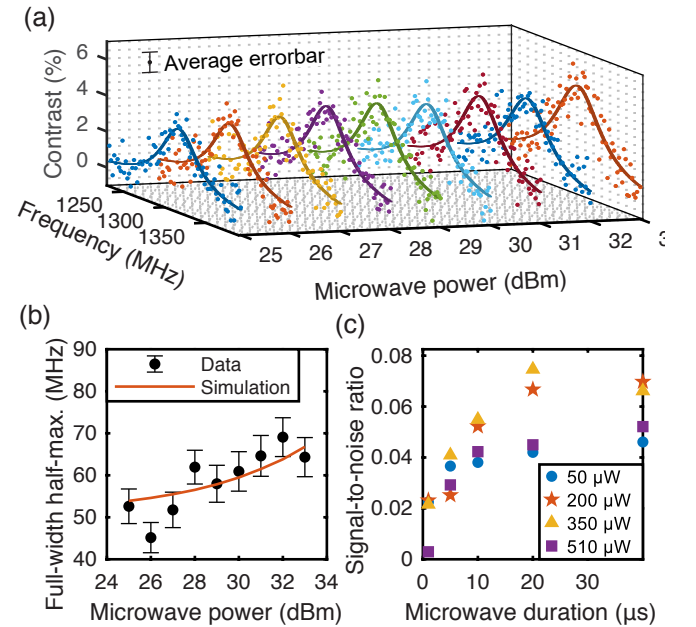 (a)
6
4
2
0
Contrast (%)
Average errorbar
1250
1300
1350
Frequency (MHz)
25 26 27 28 29 30 31 32 3
Microwave power (dBm)
(b)
90
80
70
60
50
40
Full-width half-max. (MHz)
Data
Simulation
24 26 28 30 32 34
Microwave power (dBm)
(c)
0.08
0.06
0.04
0.02
0
Signal-to-noise ratio
50 µW
200 µW
350 µW
510 µW
0 10 20 30
Microwave duration (µs)